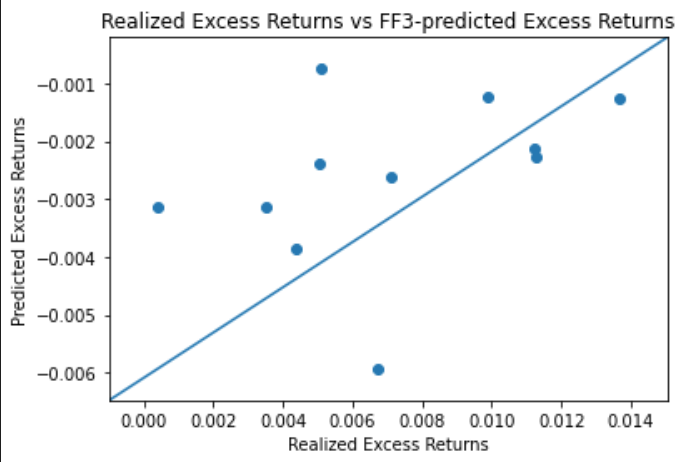 Realized Excess Returns vs FF3-predicted Excess Returns
Predicted Excess Returns
−0.001
−0.002
−0.003
−0.004
−0.005
−0.006
0.000 0.002 0.004 0.006 0.008 0.010 0.012 0.014
Realized Excess Returns